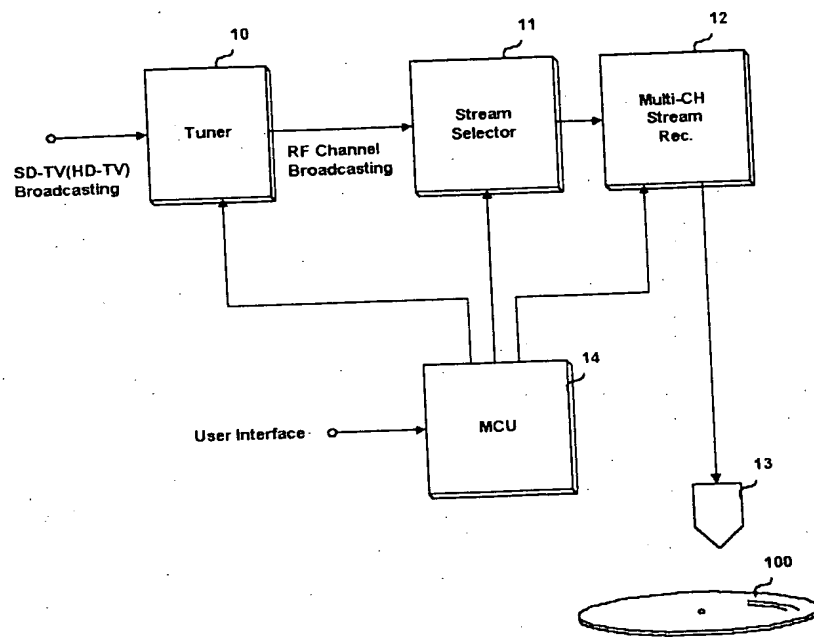 10
11
12
Tuner
Stream
Selector
Multi-CH
Stream
Rec.
SD-TV(HD-TV)
Broadcasting
RF Channel
Broadcasting
14
User Interface
MCU
13
100